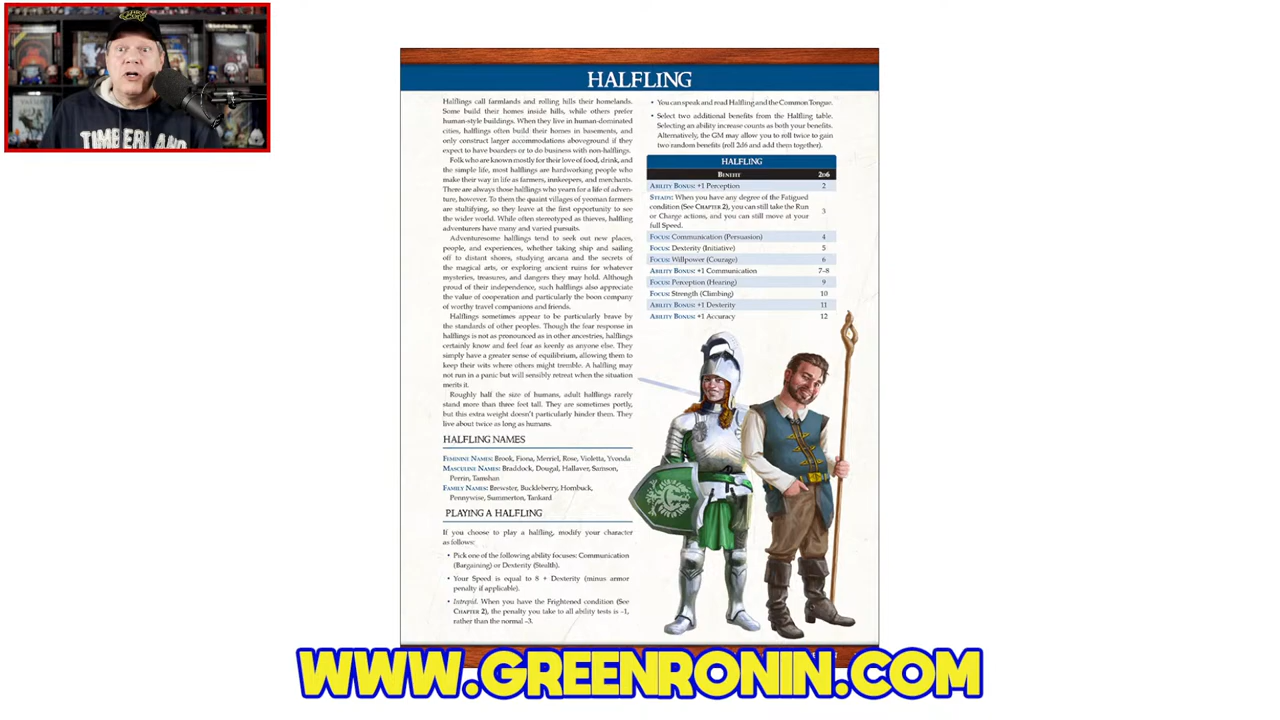 TIMBERLAND
HALFLING
Halflings call farmlands and rolling hills their homelands.
Some build their homes inside hills, while others prefer
human-style buildings. When they live in human-dominated
cities, halflings often build their homes in basements, and
only construct larger accommodations aboveground if they
expect to have boarders or to do business with non-halflings.
Folk who are known mostly for their love of food, drink, and
the simple life, most halflings are hardworking people who
make their way in life as farmers, innkeepers, and merchants.
There are always those halflings who yearn for a life of adven-
ture, however. To them the quaint villages of yeoman farmers
are stultifying, so they leave at the first opportunity to see
the wider world. While often stereotyped as thieves, halfling
adventurers have many and varied pursuits.
Adventuresome halflings tend to seek out new places,
people, and experiences, whether taking ship and sailing
off to distant shores, studying arcana and the secrets of
the magical arts, or exploring ancient ruins for whatever
mysteries, treasures, and dangers they may hold. Although
proud of their independence, such halflings also appreciate
the value of cooperation and particularly the boon company
of worthy travel companions and friends.
Halflings sometimes appear to be particularly brave by
the standards of other peoples. Though the fear response in
halflings is not as pronounced as in other ancestries, halflings
certainly know and feel fear as keenly as anyone else. They
simply have a greater sense of equilibrium, allowing them to
keep their wits where others might tremble. A halfling may
not run in a panic but will sensibly retreat when the situation
merits it.
Roughly half the size of humans, adult halflings rarely
stand more than three feet tall. They are sometimes portly,
but this extra weight doesn't particularly hinder them. They
live about twice as long as humans.
HALFLING NAMES
Feminine Names: Brook, Fiona, Merriel, Rose, Violetta, Yvonda
Masculine Names: Braddock, Dougal, Hallaver, Samson,
Perrin, Tamshan
Family Names: Brewster, Buckleberry, Hornbuck,
Pennywise, Summerton, Tankard
PLAYING A HALFLING
If you choose to play a halfling, modify your character
as follows:
• Pick one of the following ability focuses: Communication
(Bargaining) or Dexterity (Stealth).
• Your Speed is equal to 8 + Dexterity (minus armor
penalty if applicable).
• Intrepid. When you have the Frightened condition (See
Chapter 2), the penalty you take to all ability tests is -1,
rather than the normal -3.
• You can speak and read Halfling and the Common Tongue.
• Select two additional benefits from the Halfling table.
Selecting an ability increase counts as both your benefits.
Alternatively, the GM may allow you to roll twice to gain
two random benefits (roll 2d6 and add them together).
HALFLING
Benefit 2d6
Ability Bonus: +1 Perception 2
Steady: When you have any degree of the Fatigued
condition (See Chapter 2), you can still take the Run
or Charge actions, and you can still move at your
full Speed. 3
Focus: Communication (Persuasion) 4
Focus: Dexterity (Initiative) 5
Focus: Willpower (Courage) 6
Ability Bonus: +1 Communication 7–8
Focus: Perception (Hearing) 9
Focus: Strength (Climbing) 10
Ability Bonus: +1 Dexterity 11
Ability Bonus: +1 Accuracy 12
WWW.GREENRONIN.COM